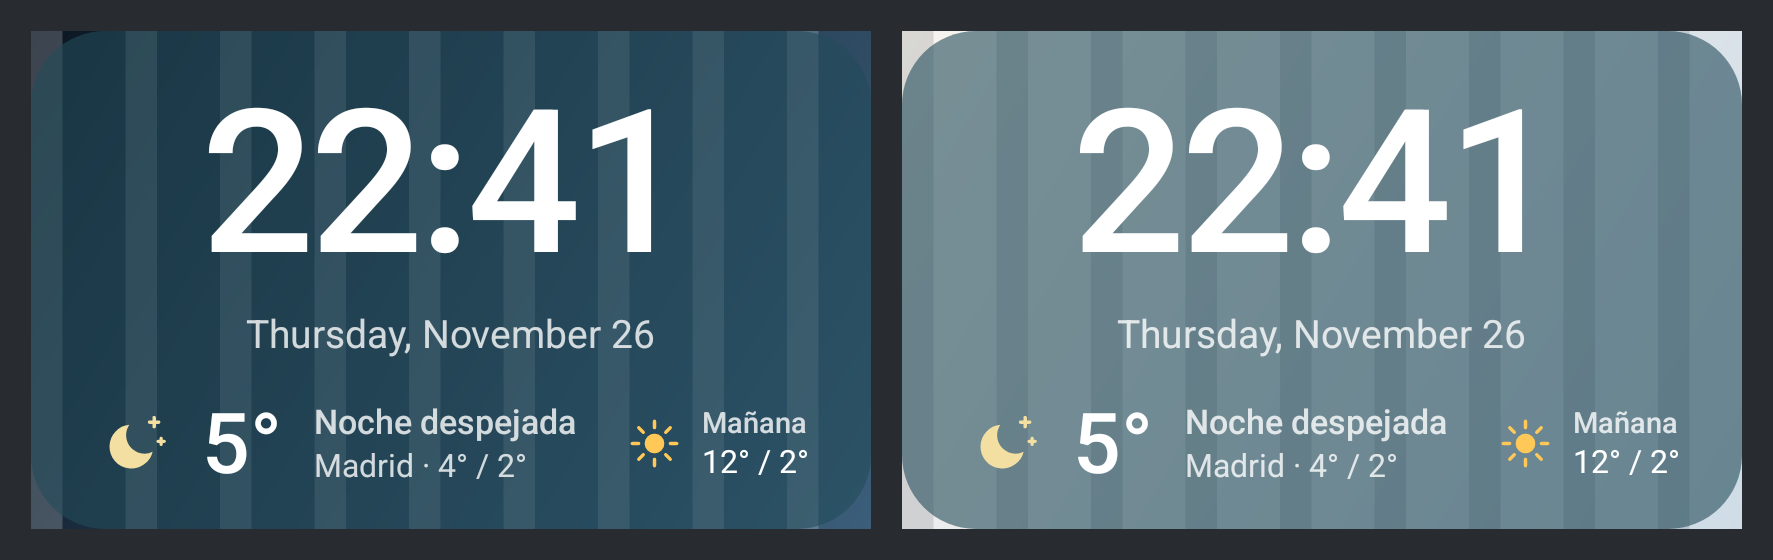 22:41
Thursday, November 26
5°
Noche despejada
Madrid · 4° / 2°
Mañana
12° / 2°
22:41
Thursday, November 26
5°
Noche despejada
Madrid · 4° / 2°
Mañana
12° / 2°